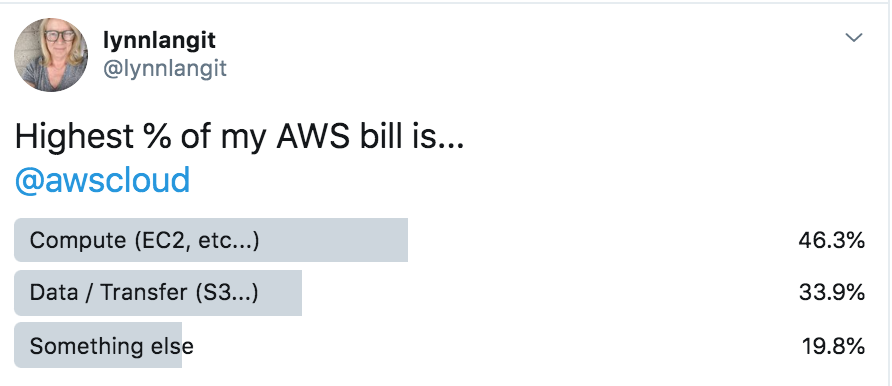 lynnlangit
@lynnlangit
Highest % of my AWS bill is...
@awscloud
Compute (EC2, etc...) 46.3%
Data / Transfer (S3...) 33.9%
Something else 19.8%